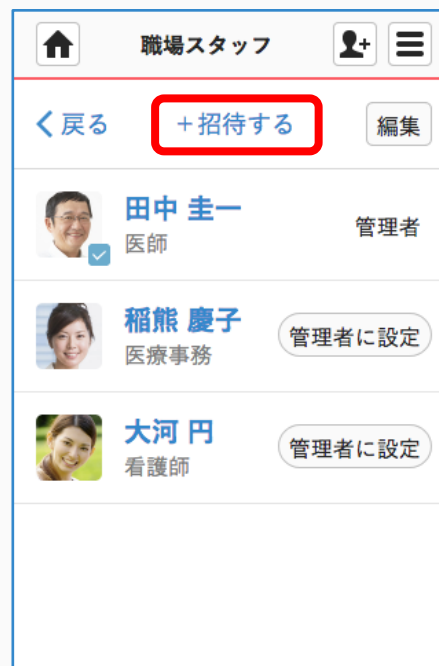 職場スタッフ
戻る
+招待する
編集
田中 圭一
医師
管理者
稲熊 慶子
医療事務
管理者に設定
大河 円
看護師
管理者に設定